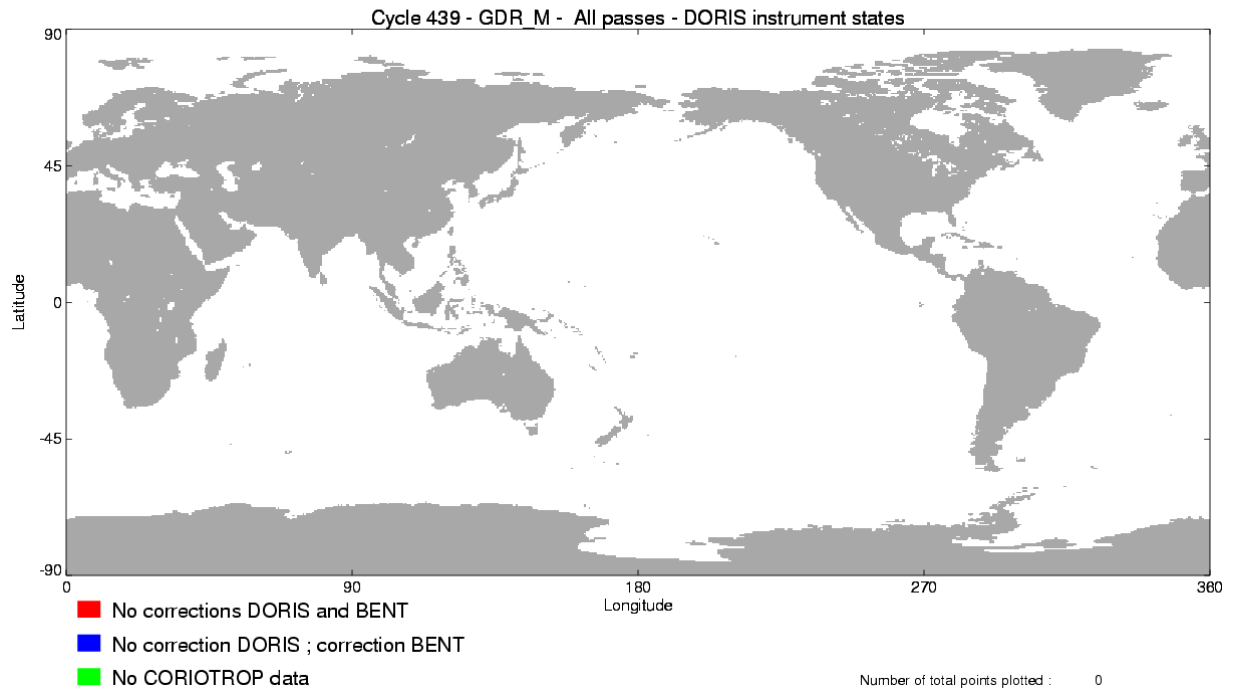 Cycle 439 - GDR_M - All passes - DORIS instrument states
90
45
0
-45
-90
Latitude
0 90 180 270 360
Longitude
No corrections DORIS and BENT
No correction DORIS ; correction BENT
No CORIOTROP data
Number of total points plotted : 0